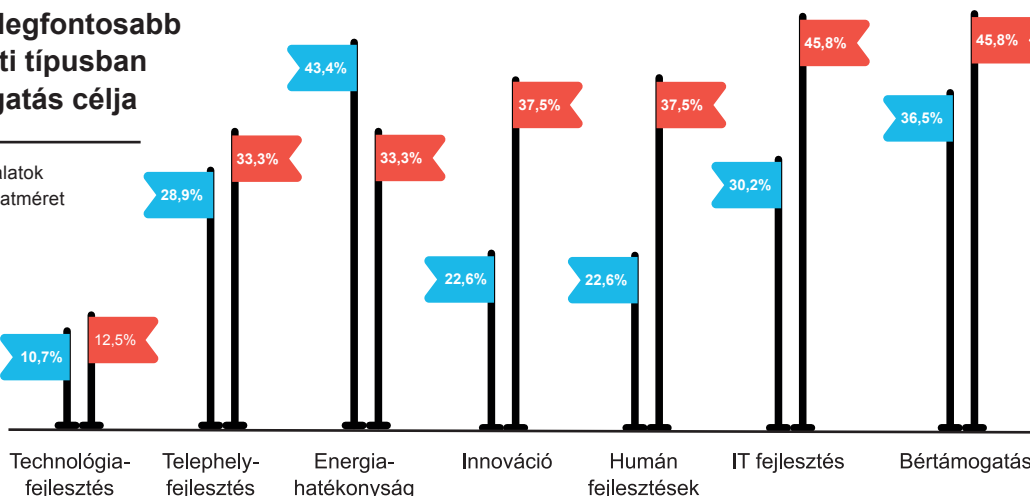 legfontosabb
ti típusban
gatás célja
alatok
atméret
10,7%
12,5%
28,9%
33,3%
43,4%
33,3%
22,6%
37,5%
22,6%
37,5%
30,2%
45,8%
36,5%
45,8%
Technológia-
fejlesztés
Telephely-
fejlesztés
Energia-
hatékonyság
Innováció
Humán
fejlesztések
IT fejlesztés
Bértámogatás